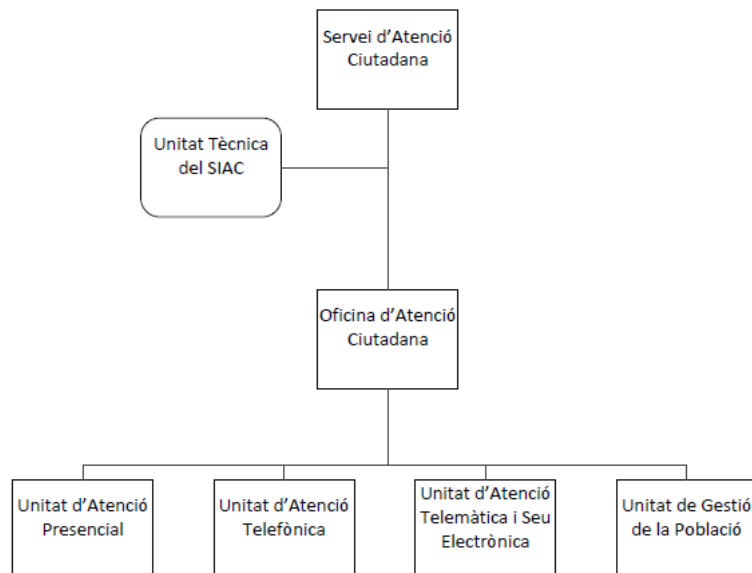 Servei d'Atenció
Ciutadana
Unitat Tècnica
del SIAC
Oficina d'Atenció
Ciutadana
Unitat d'Atenció
Presencial
Unitat d'Atenció
Telefònica
Unitat d'Atenció
Telemàtica i Seu
Electrònica
Unitat de Gestió
de la Població